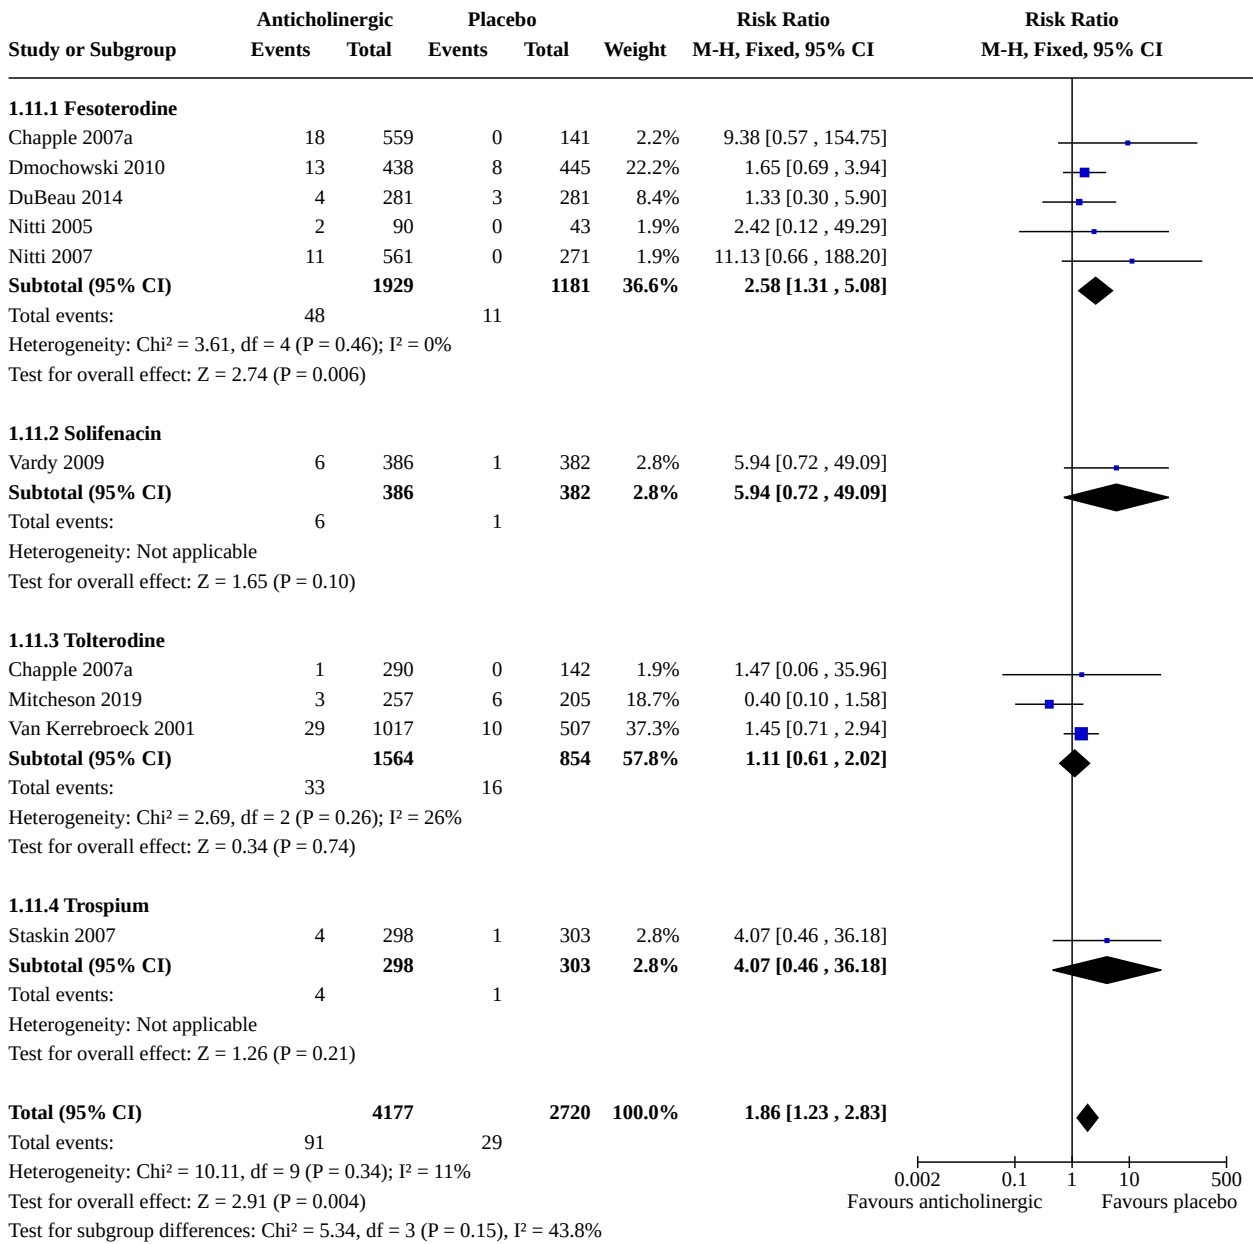 Anticholinergic Placebo Risk Ratio Risk Ratio
Study or Subgroup Events Total Events Total Weight M-H, Fixed, 95% CI M-H, Fixed, 95% CI
1.11.1 Fesoterodine
Chapple 2007a 18 559 0 141 2.2% 9.38 [0.57 , 154.75]
Dmochowski 2010 13 438 8 445 22.2% 1.65 [0.69 , 3.94]
DuBeau 2014 4 281 3 281 8.4% 1.33 [0.30 , 5.90]
Nitti 2005 2 90 0 43 1.9% 2.42 [0.12 , 49.29]
Nitti 2007 11 561 0 271 1.9% 11.13 [0.66 , 188.20]
Subtotal (95% CI) 1929 1181 36.6% 2.58 [1.31 , 5.08]
Total events: 48 11
Heterogeneity: Chi² = 3.61, df = 4 (P = 0.46); I² = 0%
Test for overall effect: Z = 2.74 (P = 0.006)
1.11.2 Solifenacin
Vardy 2009 6 386 1 382 2.8% 5.94 [0.72 , 49.09]
Subtotal (95% CI) 386 382 2.8% 5.94 [0.72 , 49.09]
Total events: 6 1
Heterogeneity: Not applicable
Test for overall effect: Z = 1.65 (P = 0.10)
1.11.3 Tolterodine
Chapple 2007a 1 290 0 142 1.9% 1.47 [0.06 , 35.96]
Mitcheson 2019 3 257 6 205 18.7% 0.40 [0.10 , 1.58]
Van Kerrebroeck 2001 29 1017 10 507 37.3% 1.45 [0.71 , 2.94]
Subtotal (95% CI) 1564 854 57.8% 1.11 [0.61 , 2.02]
Total events: 33 16
Heterogeneity: Chi² = 2.69, df = 2 (P = 0.26); I² = 26%
Test for overall effect: Z = 0.34 (P = 0.74)
1.11.4 Trospium
Staskin 2007 4 298 1 303 2.8% 4.07 [0.46 , 36.18]
Subtotal (95% CI) 298 303 2.8% 4.07 [0.46 , 36.18]
Total events: 4 1
Heterogeneity: Not applicable
Test for overall effect: Z = 1.26 (P = 0.21)
Total (95% CI) 4177 2720 100.0% 1.86 [1.23 , 2.83]
Total events: 91 29
Heterogeneity: Chi² = 10.11, df = 9 (P = 0.34); I² = 11%
Test for overall effect: Z = 2.91 (P = 0.004)
Test for subgroup differences: Chi² = 5.34, df = 3 (P = 0.15), I² = 43.8%
0.002 0.1 1 10 500
Favours anticholinergic Favours placebo